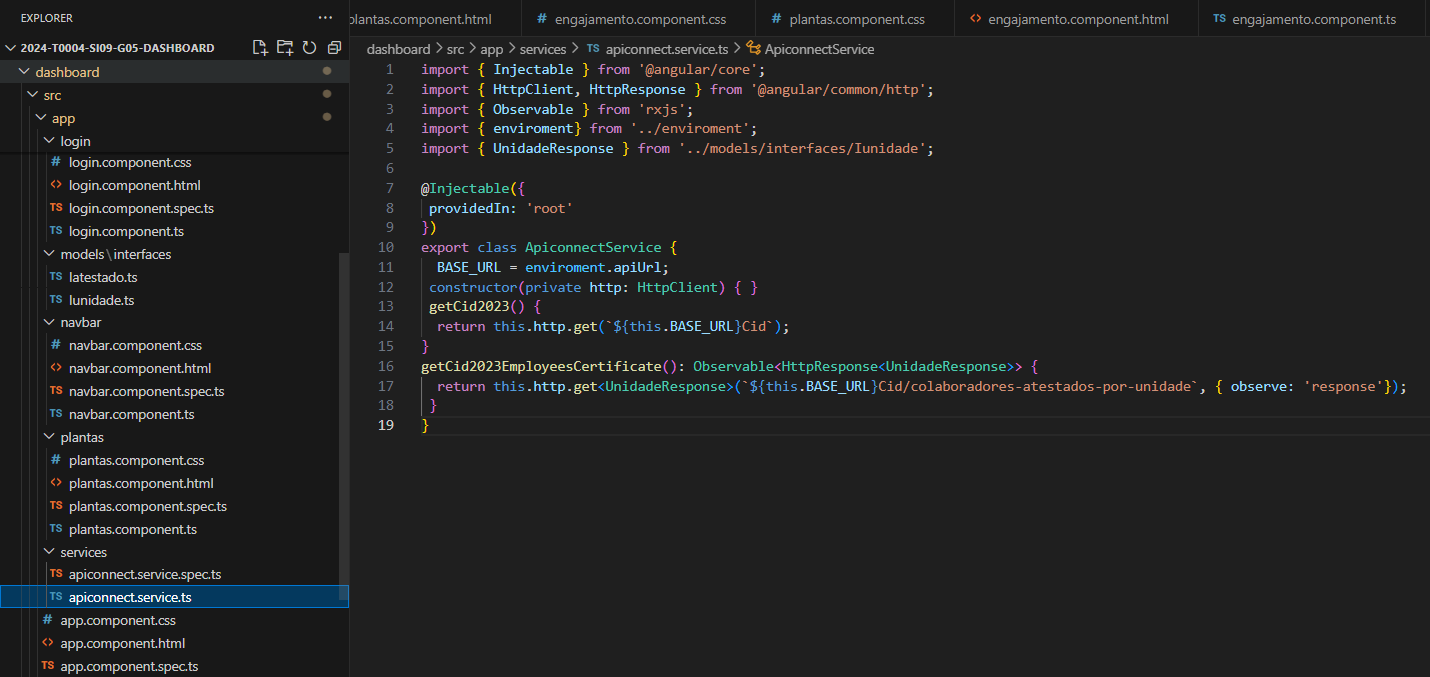 EXPLORER
2024-T0004-SI09-G05-DASHBOARD
dashboard
src
app
login
# login.component.css
<> login.component.html
TS login.component.spec.ts
TS login.component.ts
models\interfaces
TS Iatestado.ts
TS Iunidade.ts
navbar
# navbar.component.css
<> navbar.component.html
TS navbar.component.spec.ts
TS navbar.component.ts
plantas
# plantas.component.css
<> plantas.component.html
TS plantas.component.spec.ts
TS plantas.component.ts
services
TS apiconnect.service.spec.ts
TS apiconnect.service.ts
# app.component.css
<> app.component.html
TS app.component.spec.ts
plantas.component.html # engajamento.component.css # plantas.component.css <> engajamento.component.html TS engajamento.component.ts
dashboard > src > app > services > TS apiconnect.service.ts > ApiconnectService
1 import { Injectable } from '@angular/core';
2 import { HttpClient, HttpResponse } from '@angular/common/http';
3 import { Observable } from 'rxjs';
4 import { enviroment} from '../enviroment';
5 import { UnidadeResponse } from '../models/interfaces/Iunidade';
6
7 @Injectable({
8 providedIn: 'root'
9 })
10 export class ApiconnectService {
11 BASE_URL = enviroment.apiUrl;
12 constructor(private http: HttpClient) { }
13 getCid2023() {
14 return this.http.get(`${this.BASE_URL}Cid`);
15 }
16 getCid2023EmployeesCertificate(): Observable<HttpResponse<UnidadeResponse>> {
17 return this.http.get<UnidadeResponse>(`${this.BASE_URL}Cid/colaboradores-atestados-por-unidade`, { observe: 'response'});
18 }
19 }